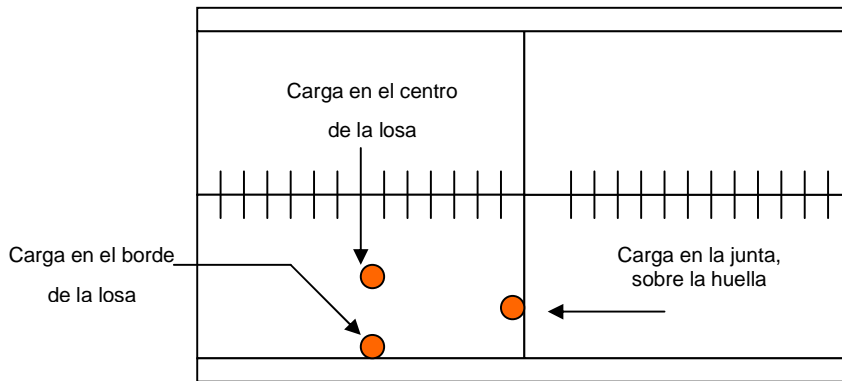 Carga en el centro
de la losa
Carga en el borde
de la losa
Carga en la junta,
sobre la huella